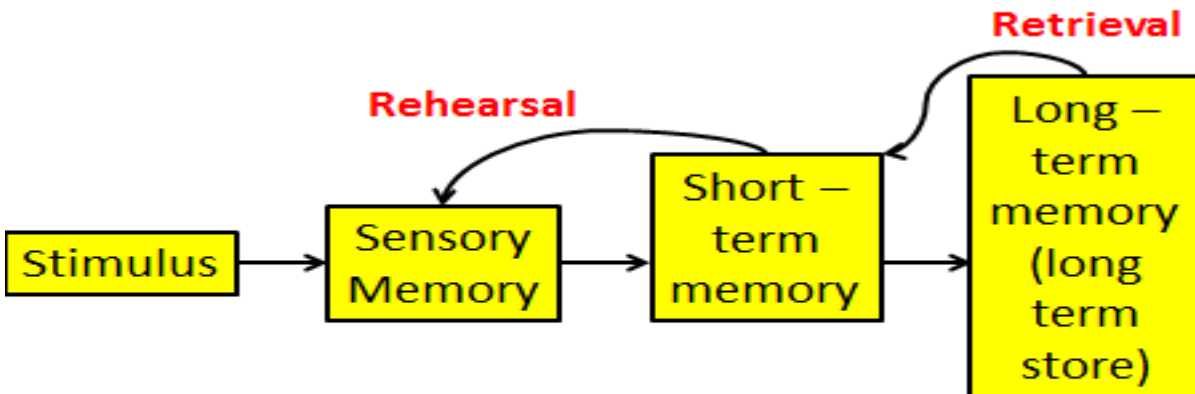 Retrieval
Rehearsal
Stimulus
Sensory
Memory
Short –
term
memory
Long –
term
memory
(long
term
store)